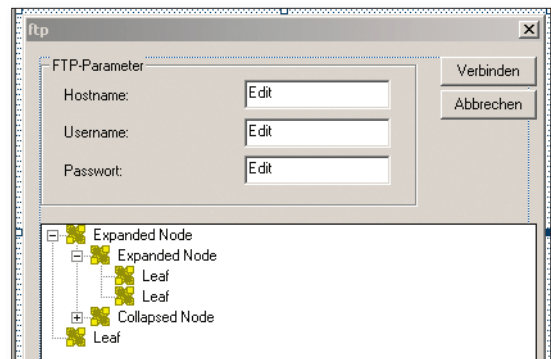 ftp
FTP-Parameter
Hostname: Edit
Username: Edit
Passwort: Edit
Verbinden
Abbrechen
Expanded Node
Expanded Node
Leaf
Leaf
Collapsed Node
Leaf